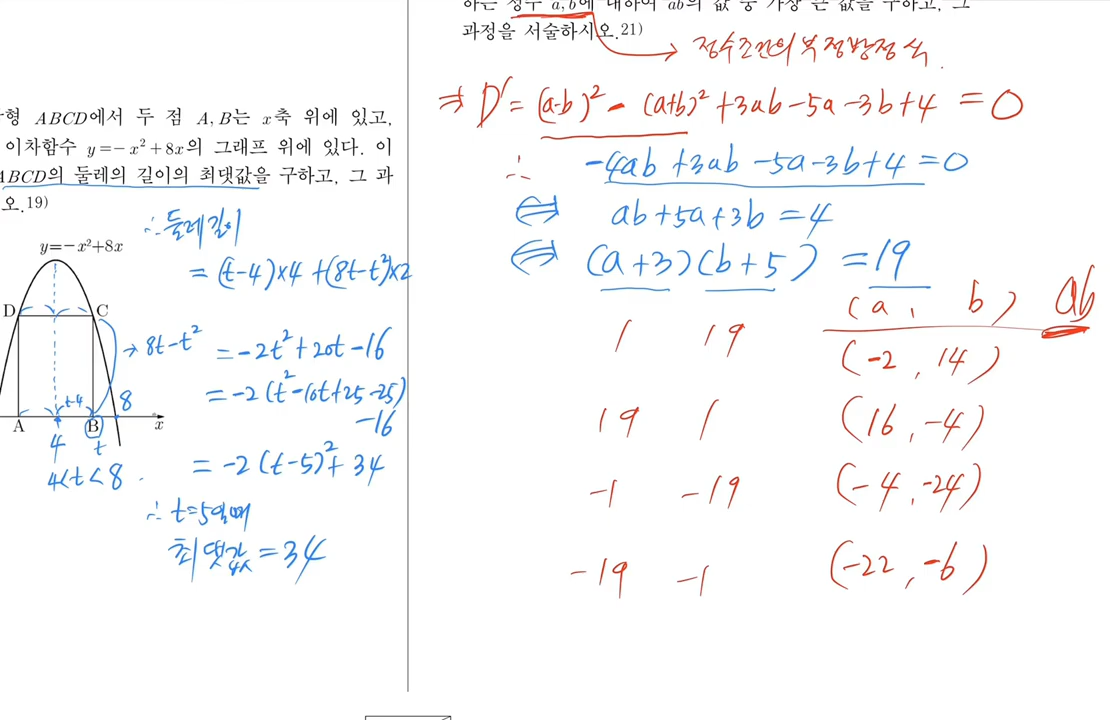 형 ABCD에서 두 점 A, B는 x축 위에 있고,
이차함수 y=−x²+8x의 그래프 위에 있다. 이
ABCD의 둘레의 길이의 최댓값을 구하고, 그 과
오.19)
∴ 둘레 길이
y=−x²+8x
= (t-4)×4 + (8t-t²)×2
D C
→ 8t-t²
= -2t²+20t-16
= -2(t²-10t+25-25)
-16
t-4
8
A B x
4 t
= -2(t-5)²+34
4<t<8.
∴ t=5일때
최댓값=34
하는 정수 a, b에 대하여 ab의 값 중 가장 큰 값을 구하고, 그
과정을 서술하시오.21)
→ 정수조건의 부정방정식.
⇒ D' = (a-b)² - (a+b)² + 3ab - 5a - 3b + 4 = 0
∴ -4ab + 3ab - 5a - 3b + 4 = 0
⇔ ab + 5a + 3b = 4
⇔ (a+3)(b+5) = 19
(a, b) ab
1 19 (-2, 14)
19 1 (16, -4)
-1 -19 (-4, -24)
-19 -1 (-22, -6)